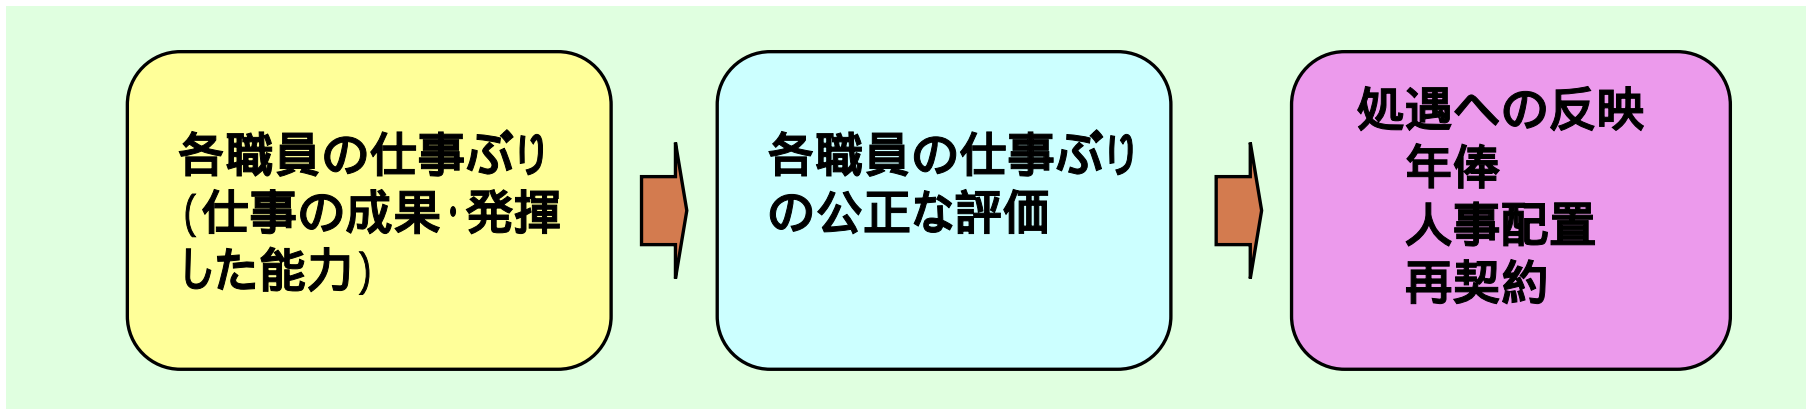 各職員の仕事ぶり
(仕事の成果・発揮
した能力)
各職員の仕事ぶり
の公正な評価
処遇への反映
年俸
人事配置
再契約